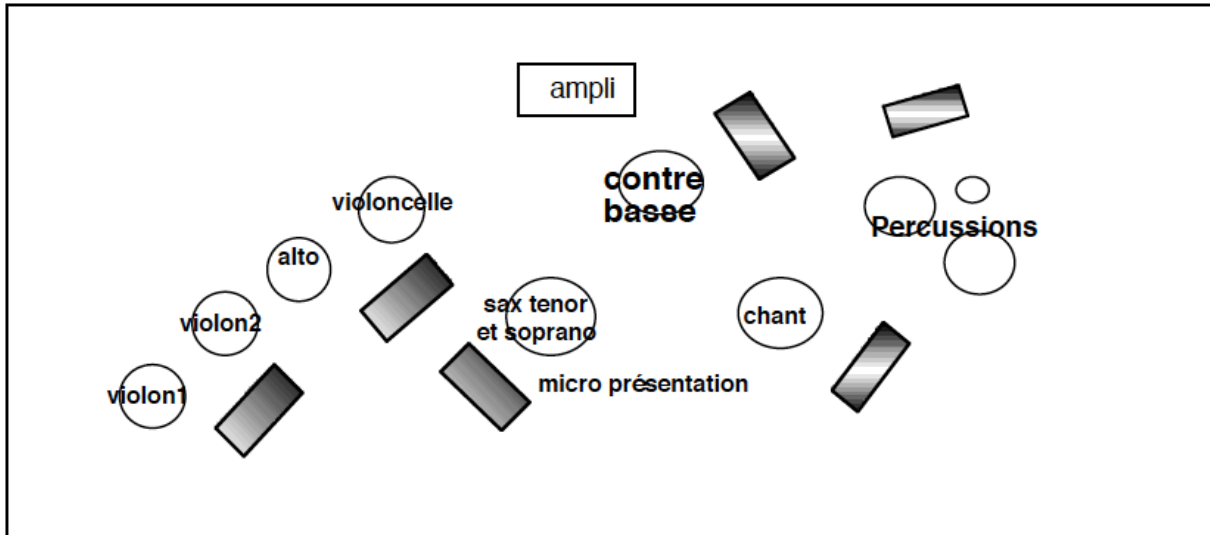 ampli
contre
basse
violoncelle
Percussions
alto
sax tenor
et soprano
chant
violon2
micro présentation
violon1